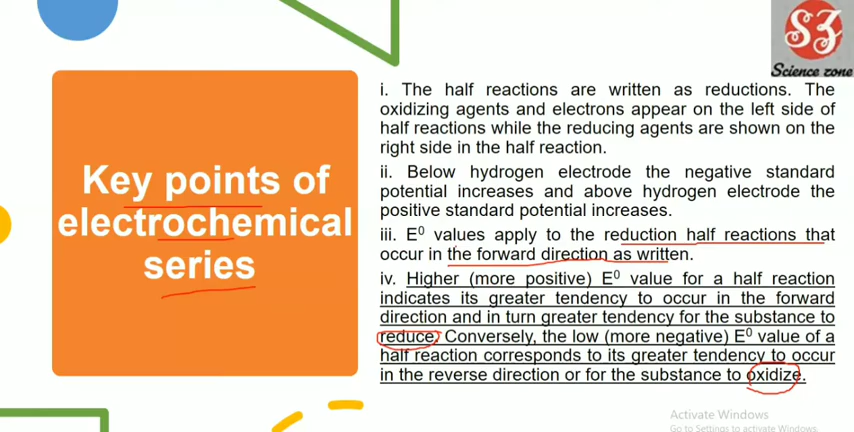 SZ
Science zone
Key points of
electrochemical
series
i. The half reactions are written as reductions. The
oxidizing agents and electrons appear on the left side of
half reactions while the reducing agents are shown on the
right side in the half reaction.
ii. Below hydrogen electrode the negative standard
potential increases and above hydrogen electrode the
positive standard potential increases.
iii. E⁰ values apply to the reduction half reactions that
occur in the forward direction as written.
iv. Higher (more positive) E⁰ value for a half reaction
indicates its greater tendency to occur in the forward
direction and in turn greater tendency for the substance to
reduce. Conversely, the low (more negative) E⁰ value of a
half reaction corresponds to its greater tendency to occur
in the reverse direction or for the substance to oxidize.
Activate Windows
Go to Settings to activate Windows.